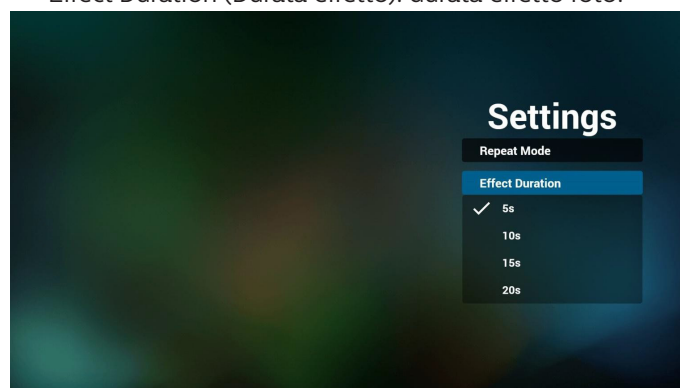 Effect Duration (Durata effetto): durata effetto foto.
Settings
Repeat Mode
Effect Duration
5s
10s
15s
20s